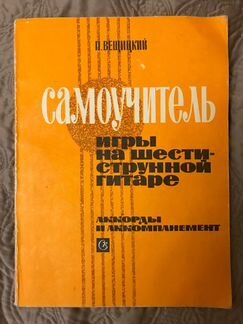 П. ВЕЩИЦКИЙ
САМОУЧИТЕЛЬ
ИГРЫ
НА ШЕСТИ-
СТРУННОЙ
ГИТАРЕ
АККОРДЫ
И АККОМПАНЕМЕНТ